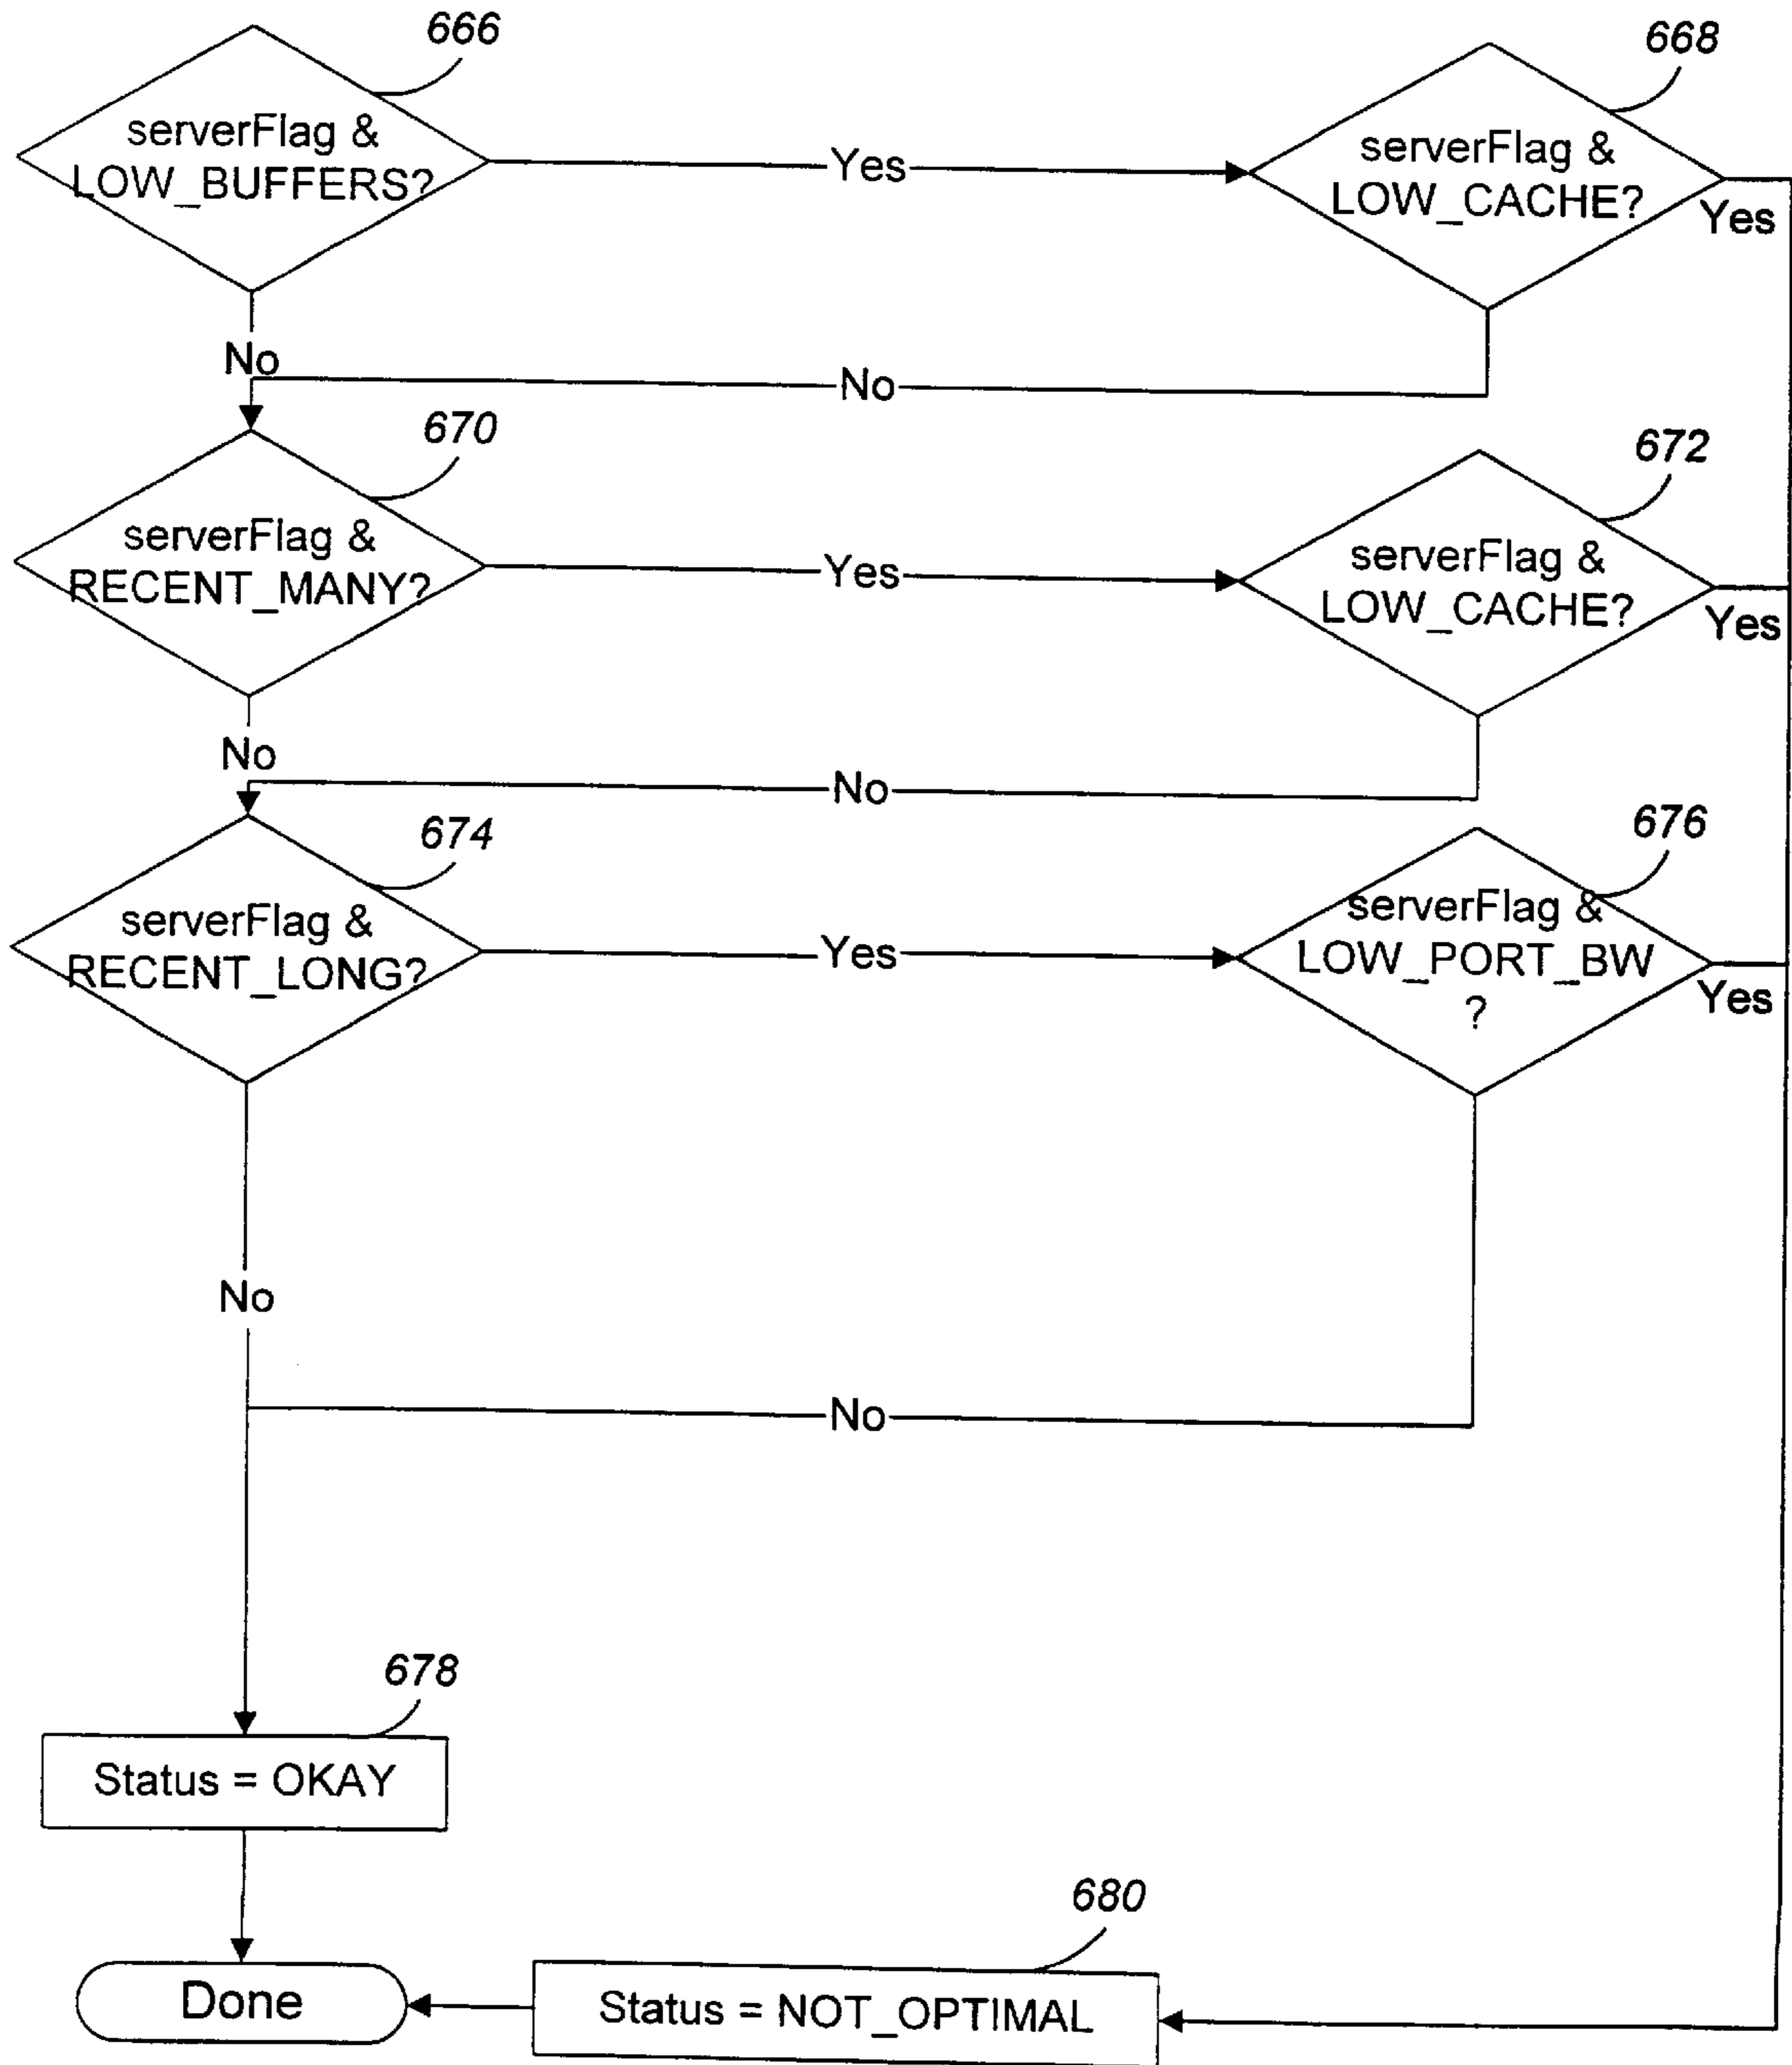 666
serverFlag &
LOW_BUFFERS?
Yes
668
serverFlag &
LOW_CACHE?
Yes
No
No
670
serverFlag &
RECENT_MANY?
Yes
672
serverFlag &
LOW_CACHE?
Yes
No
No
674
serverFlag &
RECENT_LONG?
Yes
676
serverFlag &
LOW_PORT_BW
?
Yes
No
No
678
Status = OKAY
680
Done
Status = NOT_OPTIMAL